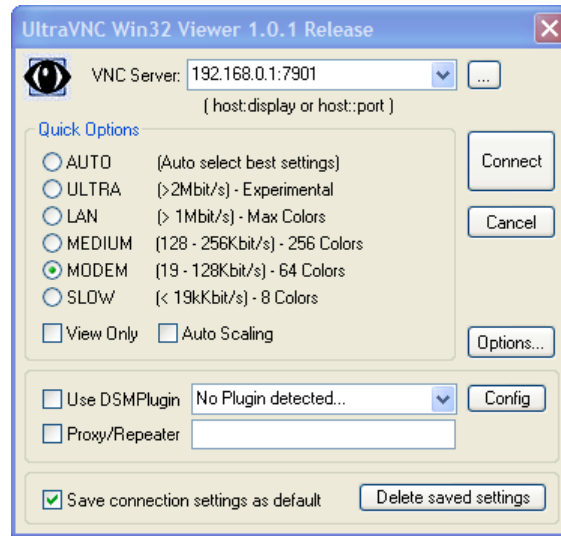 UltraVNC Win32 Viewer 1.0.1 Release
VNC Server: 192.168.0.1:7901 ...
( host:display or host::port )
Quick Options
AUTO (Auto select best settings)
ULTRA (>2Mbit/s) - Experimental
LAN (> 1Mbit/s) - Max Colors
MEDIUM (128 - 256Kbit/s) - 256 Colors
MODEM (19 - 128Kbit/s) - 64 Colors
SLOW (< 19kKbit/s) - 8 Colors
View Only Auto Scaling
Connect
Cancel
Options...
Use DSMPlugin No Plugin detected... Config
Proxy/Repeater
Save connection settings as default Delete saved settings